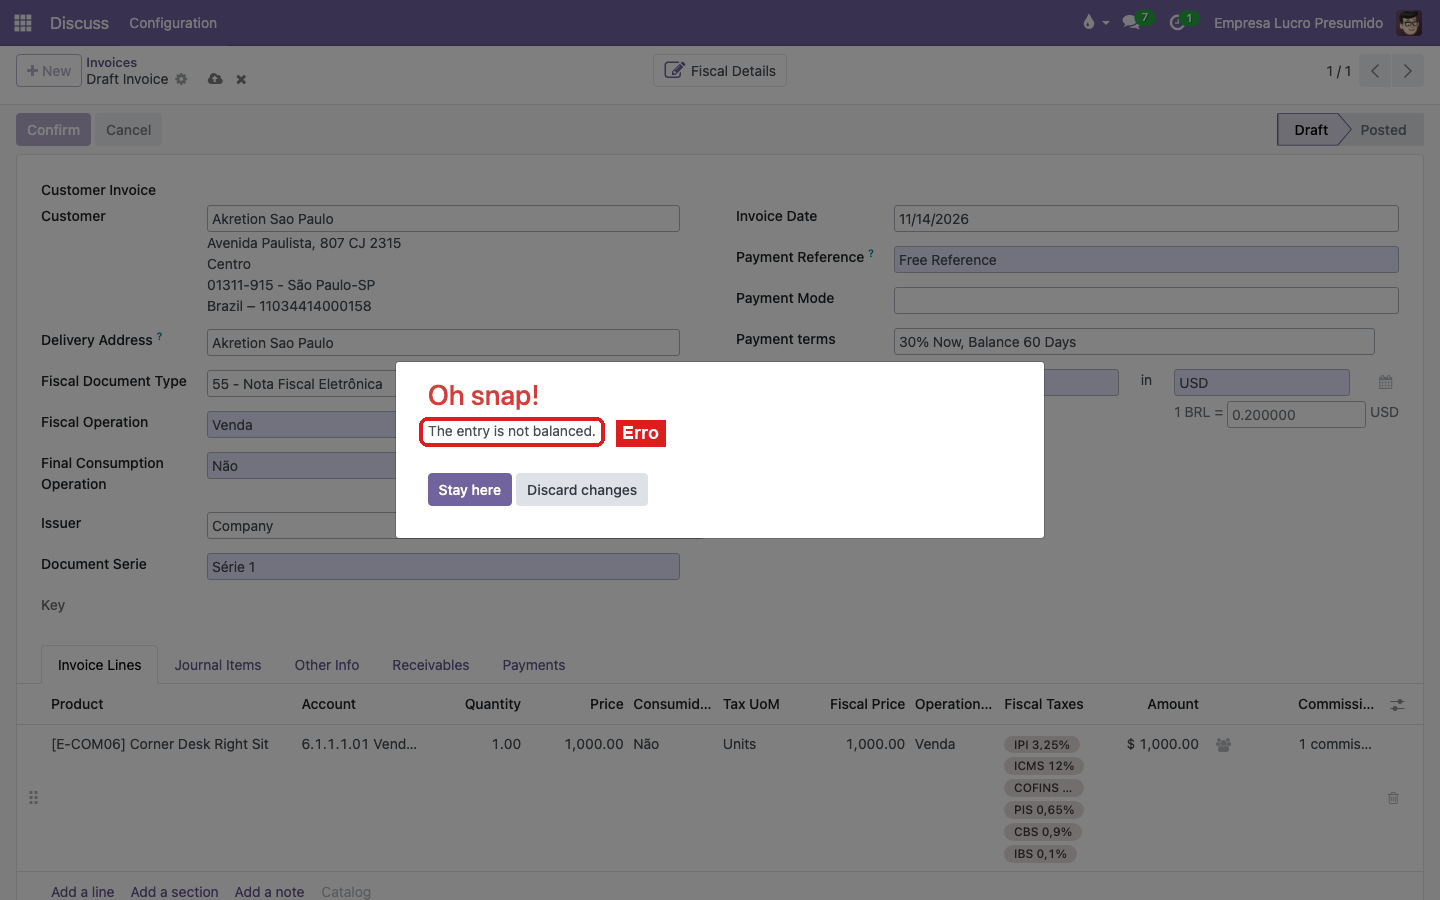 Discuss
Configuration
7
1
Empresa Lucro Presumido
+ New
Invoices
Draft Invoice
Fiscal Details
1 / 1
Confirm
Cancel
Draft
Posted
Customer Invoice
Customer
Akretion Sao Paulo
Avenida Paulista, 807 CJ 2315
Centro
01311-915 - São Paulo-SP
Brazil – 11034414000158
Delivery Address ?
Akretion Sao Paulo
Fiscal Document Type
55 - Nota Fiscal Eletrônica
Fiscal Operation
Venda
Final Consumption
Operation
Não
Issuer
Company
Document Serie
Série 1
Key
Invoice Date
11/14/2026
Payment Reference ?
Free Reference
Payment Mode
Payment terms
30% Now, Balance 60 Days
in
USD
1 BRL =
0.200000
USD
Oh snap!
The entry is not balanced.
Erro
Stay here
Discard changes
Invoice Lines
Journal Items
Other Info
Receivables
Payments
Product
Account
Quantity
Price
Consumid...
Tax UoM
Fiscal Price
Operation...
Fiscal Taxes
Amount
Commissi...
[E-COM06] Corner Desk Right Sit
6.1.1.1.01 Vend...
1.00
1,000.00
Não
Units
1,000.00
Venda
IPI 3,25%
ICMS 12%
COFINS ...
PIS 0,65%
CBS 0,9%
IBS 0,1%
$ 1,000.00
1 commis...
Add a line
Add a section
Add a note
Catalog